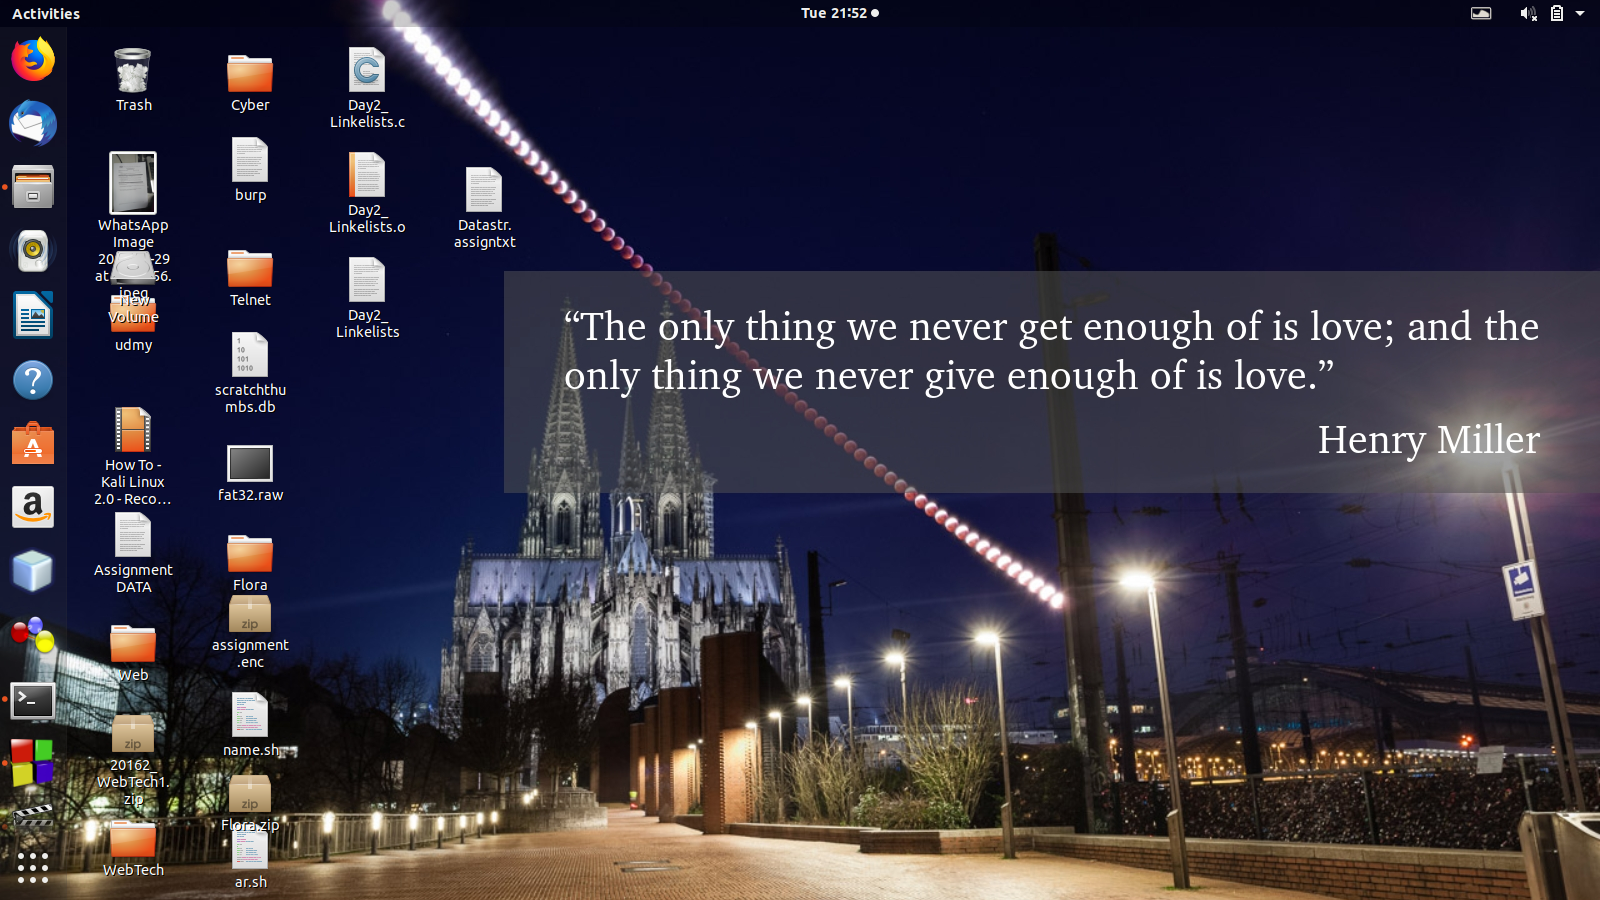 Activities
Tue 21:52
Trash
WhatsApp
Image
at
56.
jpeg
New
Volume
udmy
How To -
Kali Linux
2.0 - Reco...
Assignment
DATA
Web
zip
20162_
WebTech1.
zip
WebTech
Cyber
burp
Telnet
1
10
101
1010
scratchthu
mbs.db
fat32.raw
Flora
zip
assignment
.enc
name.sh
zip
Flora.zip
ar.sh
C
Day2_
Linkelists.c
Day2_
Linkelists.o
Day2_
Linkelists
Datastr.
assigntxt
“The only thing we never get enough of is love; and the
only thing we never give enough of is love.”
Henry Miller